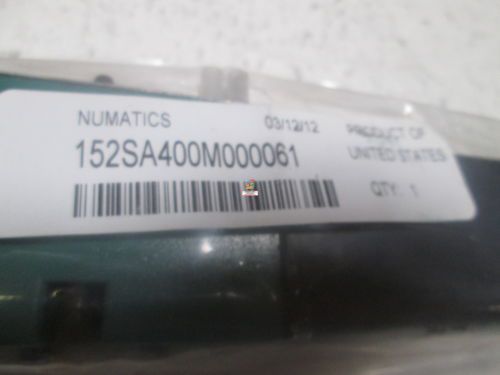 NUMATICS 03/12/12 PRODUCT OF
152SA400M000061 UNITED STATES
QTY: 1